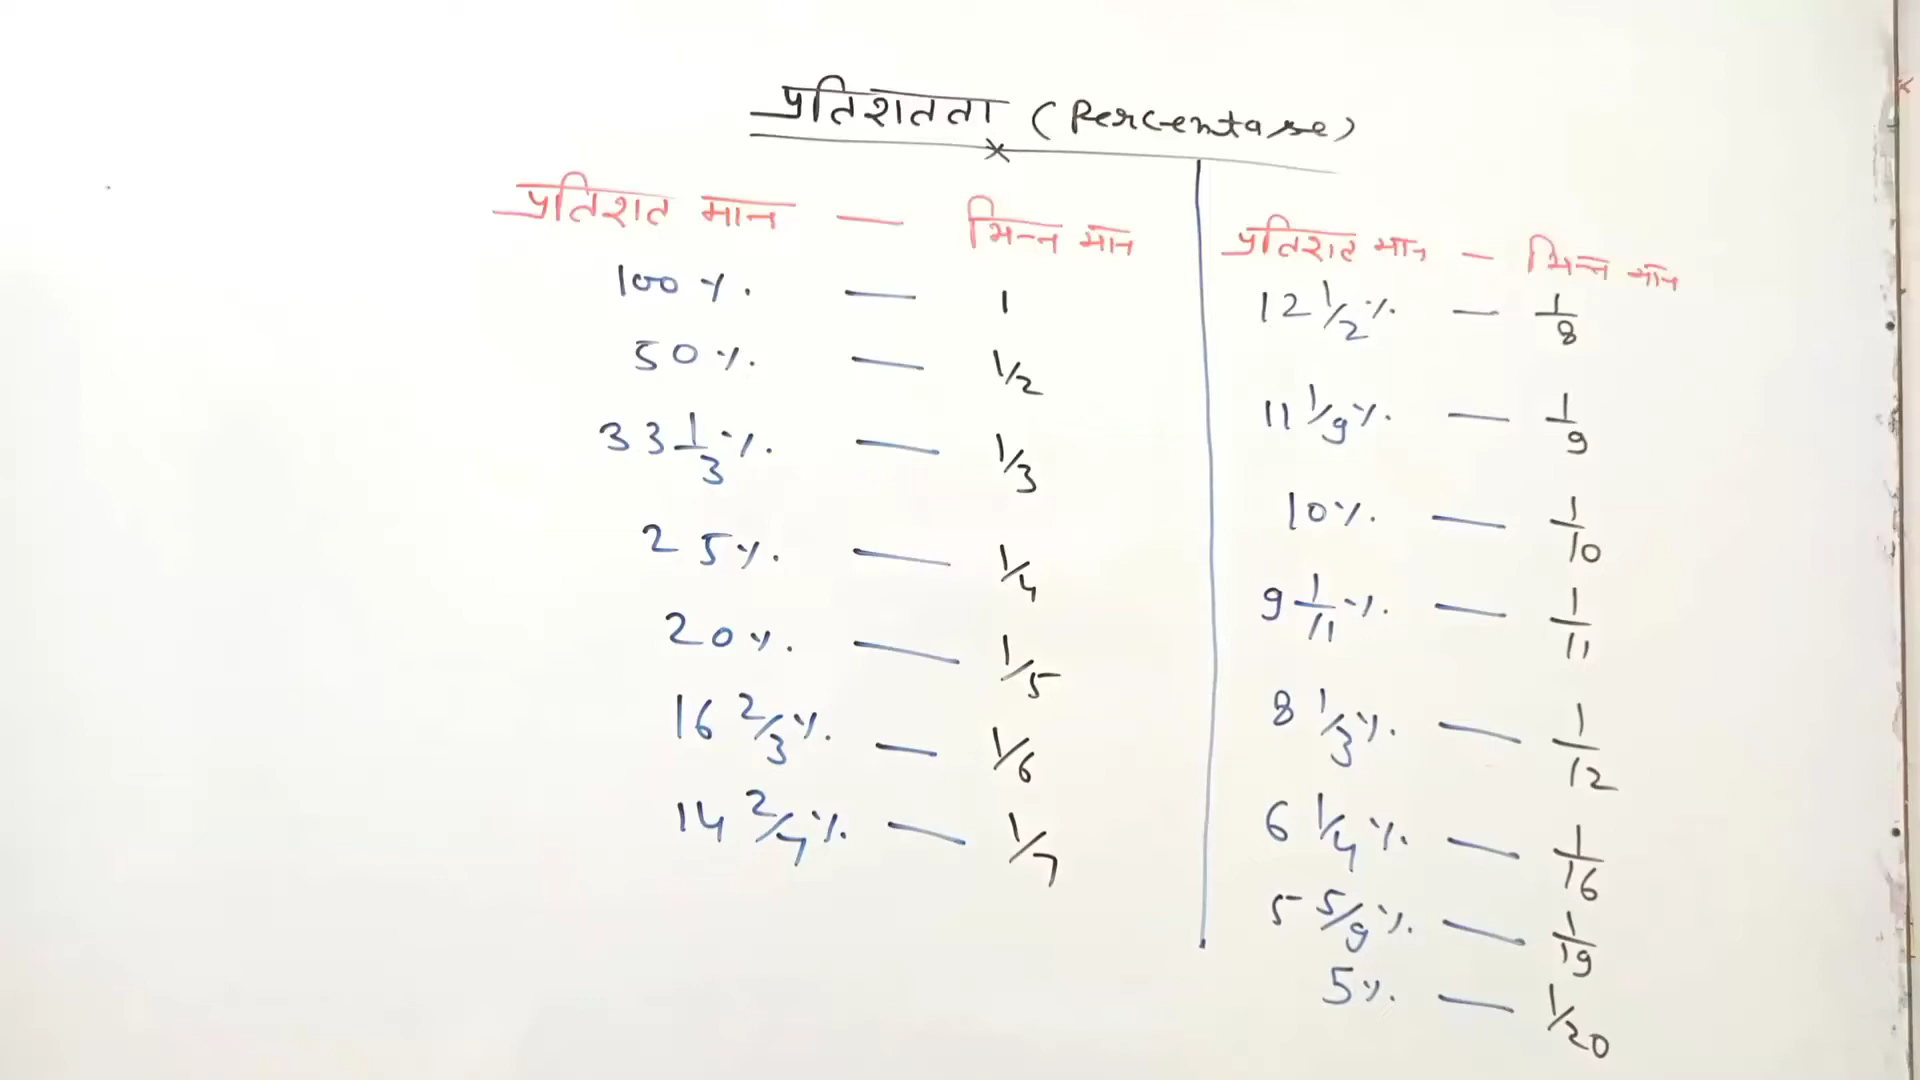 प्रतिशतता (Percentage)
प्रतिशत मान — भिन्न मान
100 % — 1
50 % — 1/2
33 1/3 % — 1/3
25 % — 1/4
20 % — 1/5
16 2/3 % — 1/6
14 2/7 % — 1/7
प्रतिशत मान — भिन्न मान
12 1/2 % — 1/8
11 1/9 % — 1/9
10 % — 1/10
9 1/11 % — 1/11
8 1/3 % — 1/12
6 1/4 % — 1/16
5 5/9 % — 1/19
5 % — 1/20